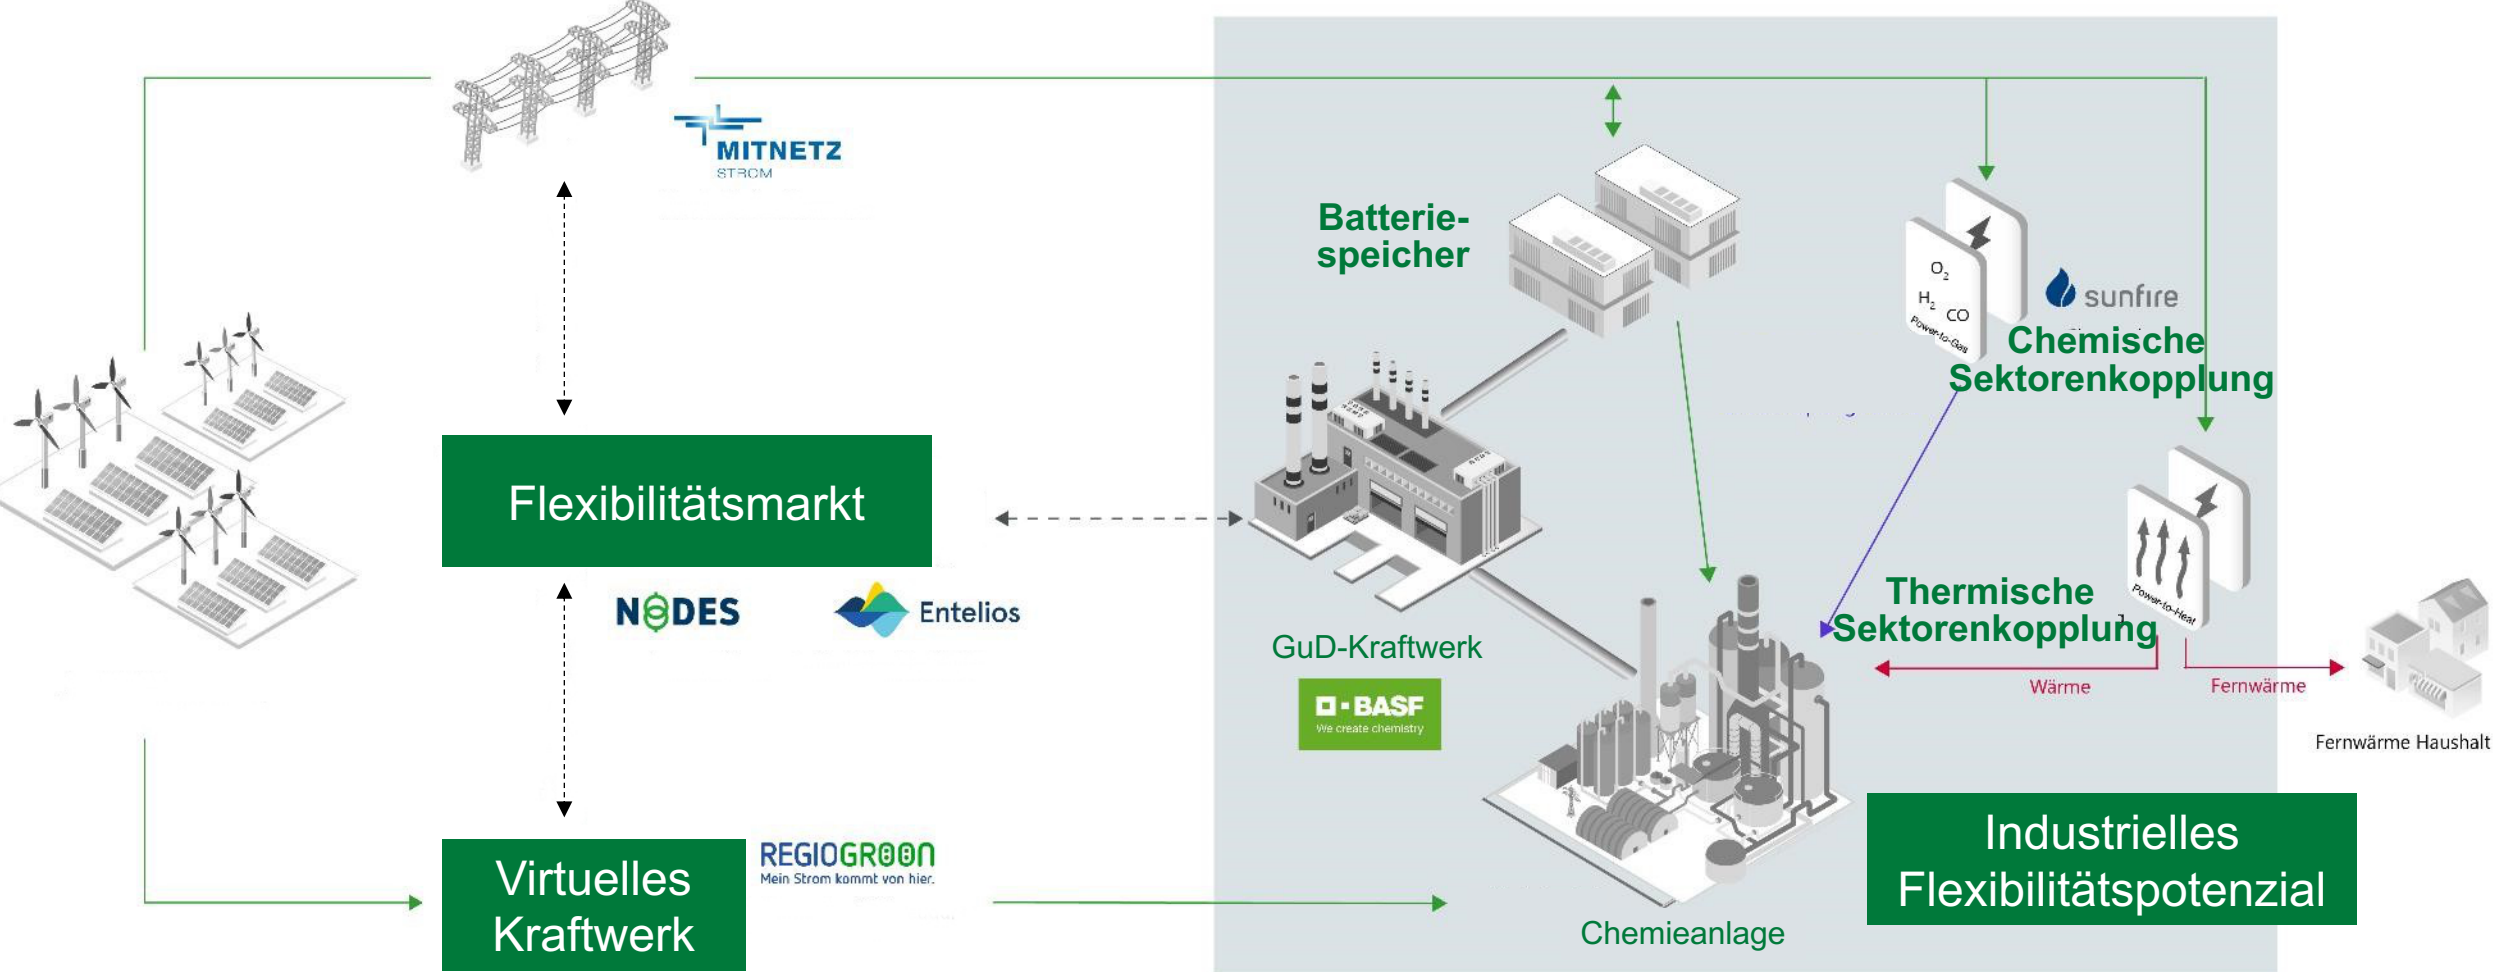 MITNETZ
STROM
Batterie-
speicher
O2
H2
CO
Power-to-Gas
sunfire
Chemische
Sektorenkopplung
Flexibilitätsmarkt
NODES
Entelios
GuD-Kraftwerk
BASF
We create chemistry
Thermische
Sektorenkopplung
Power-to-Heat
Wärme
Fernwärme
Fernwärme Haushalt
Virtuelles
Kraftwerk
REGIOGROON
Mein Strom kommt von hier.
Chemieanlage
Industrielles
Flexibilitätspotenzial